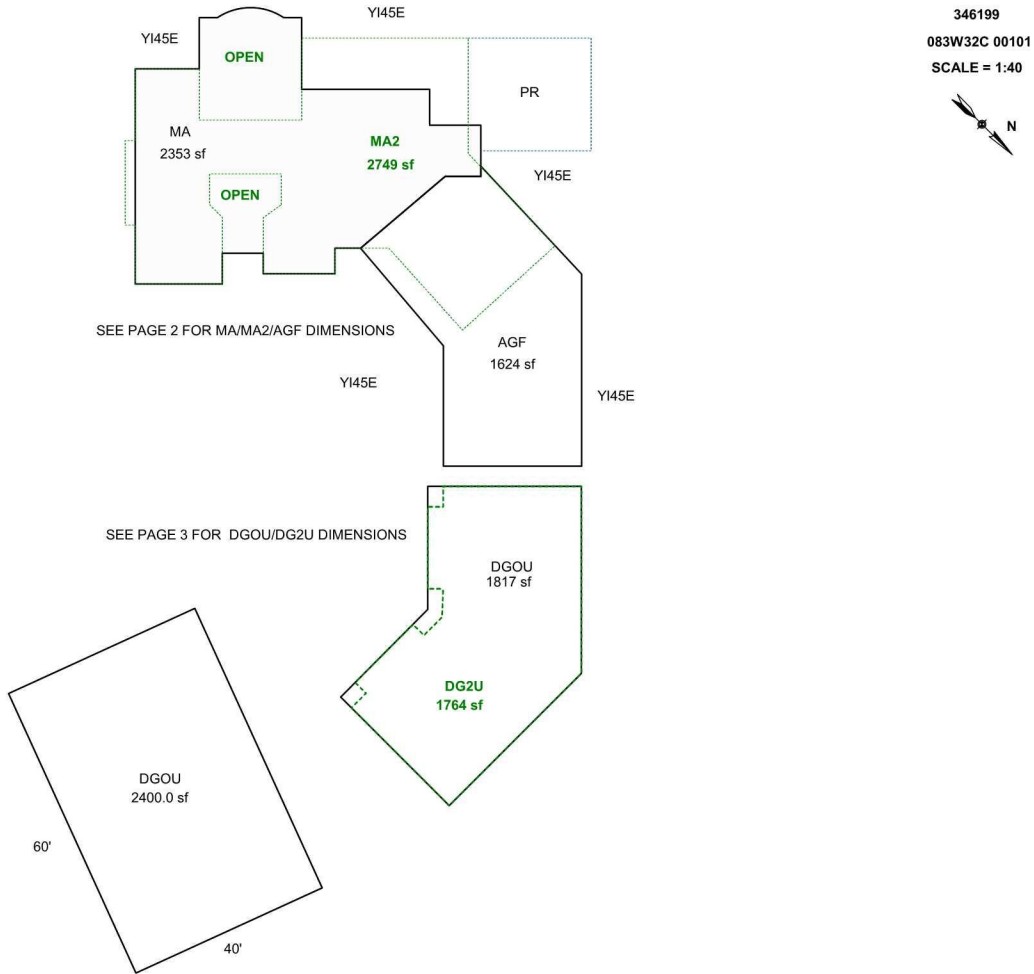 YI45E
YI45E
346199
083W32C 00101
SCALE = 1:40
N
OPEN
PR
MA
2353 sf
MA2
2749 sf
YI45E
OPEN
SEE PAGE 2 FOR MA/MA2/AGF DIMENSIONS
AGF
1624 sf
YI45E
YI45E
SEE PAGE 3 FOR DGOU/DG2U DIMENSIONS
DGOU
1817 sf
DG2U
1764 sf
DGOU
2400.0 sf
60'
40'